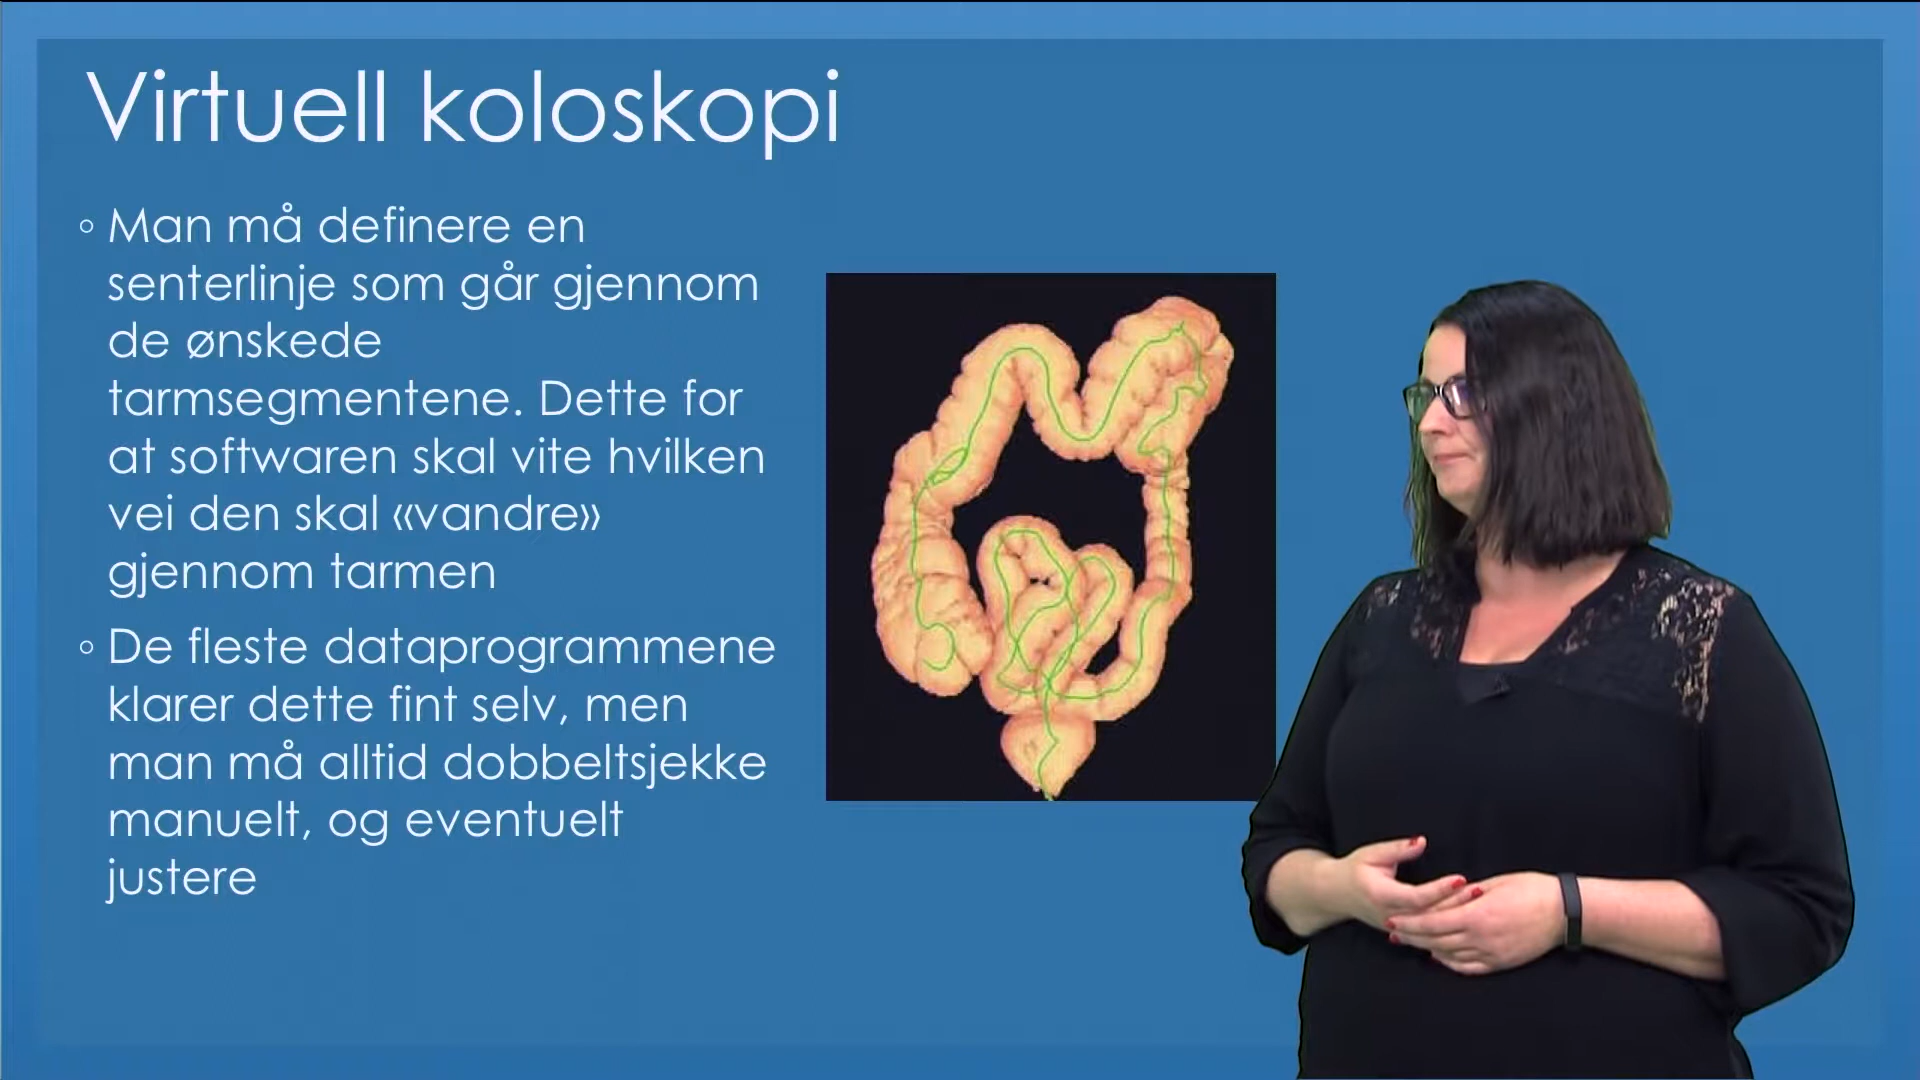 Virtuell koloskopi
◦ Man må definere en
senterlinje som går gjennom
de ønskede
tarmsegmentene. Dette for
at softwaren skal vite hvilken
vei den skal «vandre»
gjennom tarmen
◦ De fleste dataprogrammene
klarer dette fint selv, men
man må alltid dobbeltsjekke
manuelt, og eventuelt
justere